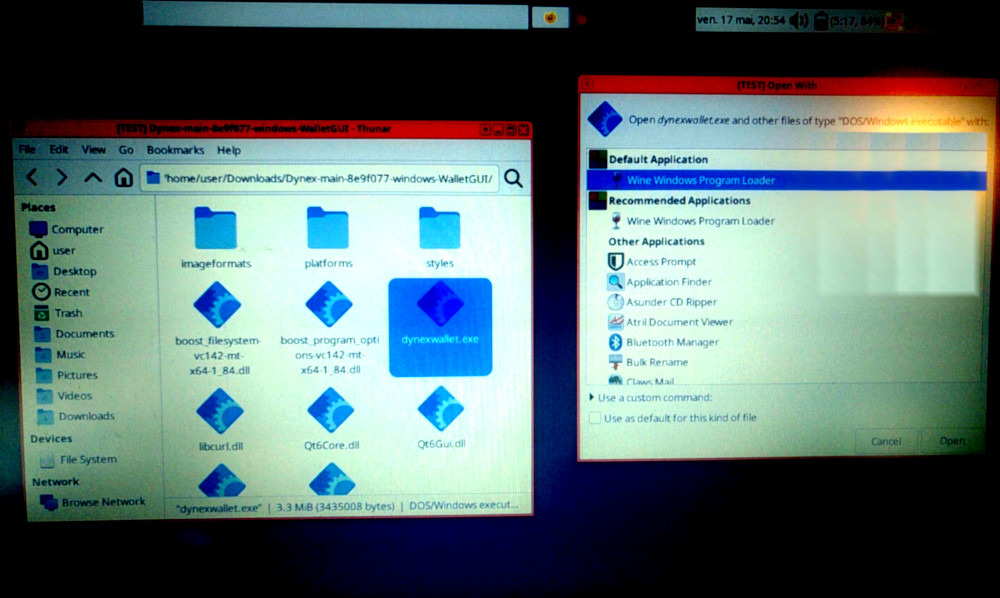 ven. 17 mai, 20:54 (5:17, 84%)
[TEST] Dynex-main-8e9f077-windows-WalletGUI - Thunar
File Edit View Go Bookmarks Help
/home/user/Downloads/Dynex-main-8e9f077-windows-WalletGUI/
Places
Computer
user
Desktop
Recent
Trash
Documents
Music
Pictures
Videos
Downloads
Devices
File System
Network
Browse Network
imageformats platforms styles
boost_filesystem-
vc142-mt-
x64-1_84.dll
boost_program_opti
ons-vc142-mt-
x64-1_84.dll
dynexwallet.exe
libcurl.dll Qt6Core.dll Qt6Gui.dll
"dynexwallet.exe" | 3.3 MiB (3435008 bytes) | DOS/Windows execut...
[TEST] Open With
Open dynexwallet.exe and other files of type "DOS/Windows executable" with:
Default Application
Wine Windows Program Loader
Recommended Applications
Wine Windows Program Loader
Other Applications
Access Prompt
Application Finder
Asunder CD Ripper
Atril Document Viewer
Bluetooth Manager
Bulk Rename
Claws Mail
Use a custom command:
Use as default for this kind of file
Cancel Open